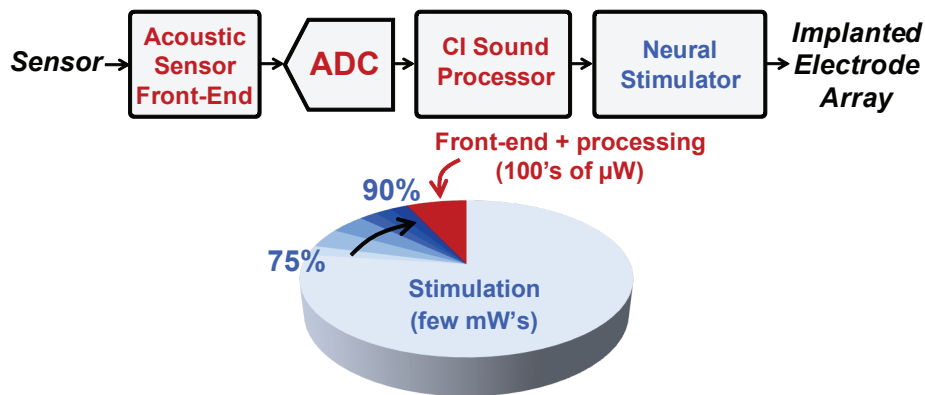 Sensor
Acoustic
Sensor
Front-End
ADC
CI Sound
Processor
Neural
Stimulator
Implanted
Electrode
Array
Front-end + processing
(100's of µW)
90%
75%
Stimulation
(few mW's)